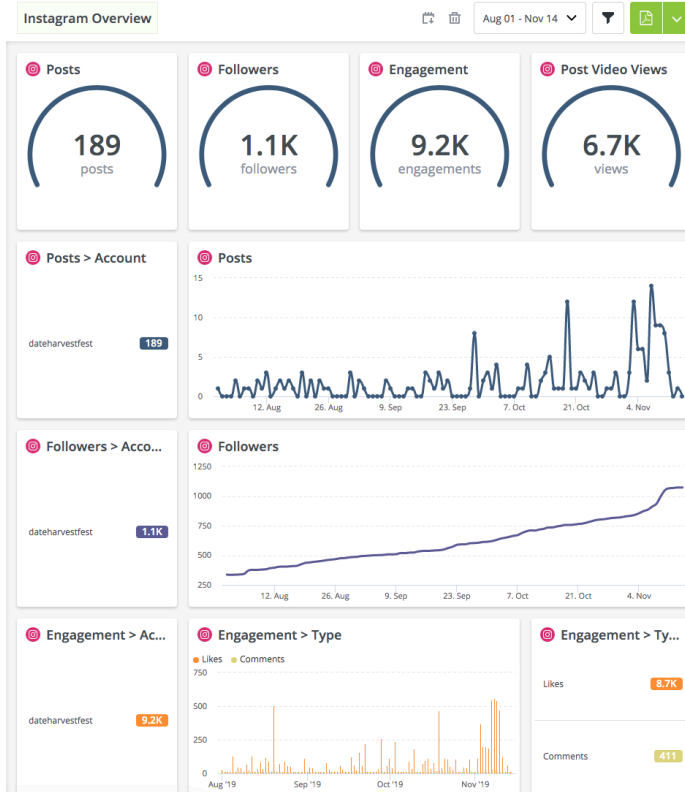 Instagram Overview
Aug 01 - Nov 14
Posts
189
posts
Followers
1.1K
followers
Engagement
9.2K
engagements
Post Video Views
6.7K
views
Posts > Account
dateharvestfest
189
Posts
15
10
5
0
12. Aug
26. Aug
9. Sep
23. Sep
7. Oct
21. Oct
4. Nov
Followers > Acco...
dateharvestfest
1.1K
Followers
1250
1000
750
500
250
12. Aug
26. Aug
9. Sep
23. Sep
7. Oct
21. Oct
4. Nov
Engagement > Ac...
dateharvestfest
9.2K
Engagement > Type
Likes
Comments
750
500
250
0
Aug '19
Sep '19
Oct '19
Nov '19
Engagement > Ty...
Likes
8.7K
Comments
411